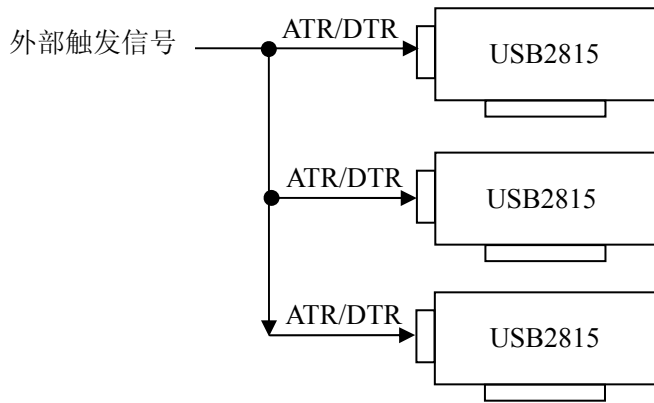 外部触发信号
ATR/DTR
USB2815
ATR/DTR
USB2815
ATR/DTR
USB2815